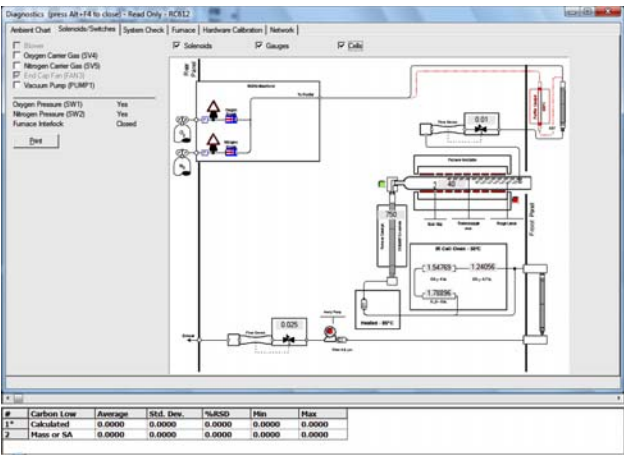 Diagnostics (press Alt+F4 to close) - Read Only - RC612
Ambient Chart Solenoids/Switches System Check Furnace Hardware Calibration Network
Blower
Oxygen Carrier Gas (SV4)
Nitrogen Carrier Gas (SV5)
End Cap Fan (FAN3)
Vacuum Pump (PUMP1)
Solenoids Gauges Cells
Oxygen Pressure (SW1) Yes
Nitrogen Pressure (SW2) Yes
Furnace Interlock Closed
Print
Rear Panel
To Purifier
Oxygen
Nitrogen
0.01
Flow Sensor
40
750
Front Panel
IR Cell Oven - 50°C
1.54769 1.24056
1.78896
Heated - 80°C
Flow Sensor
0.025
# Carbon Low Average Std. Dev. %RSD Min Max
1* Calculated 0.0000 0.0000 0.0000 0.0000 0.0000
2 Mass or SA 0.0000 0.0000 0.0000 0.0000 0.0000